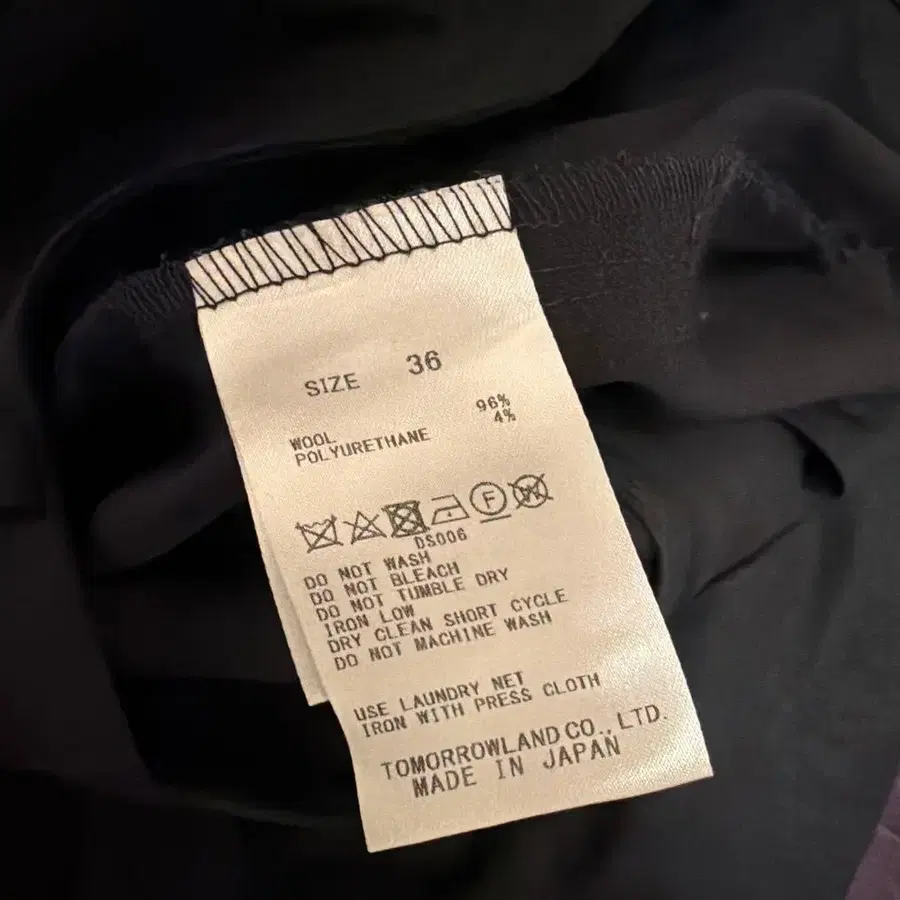 SIZE 36
WOOL 96%
POLYURETHANE 4%
F W
DS006
DO NOT WASH
DO NOT BLEACH
DO NOT TUMBLE DRY
IRON LOW
DRY CLEAN SHORT CYCLE
DO NOT MACHINE WASH
USE LAUNDRY NET
IRON WITH PRESS CLOTH
TOMORROWLAND CO., LTD.
MADE IN JAPAN